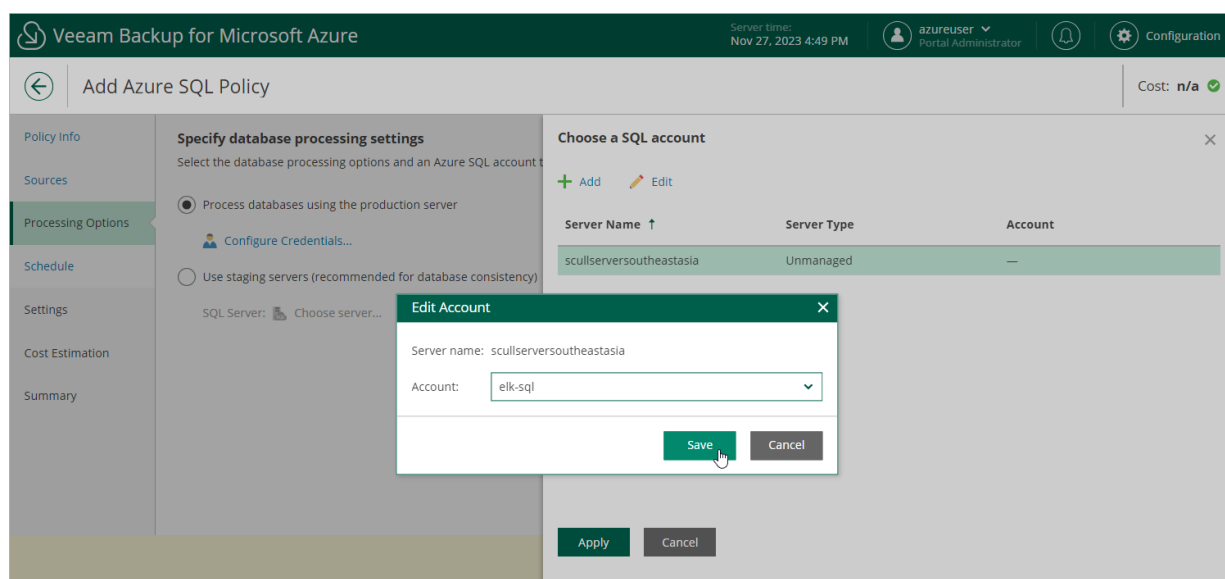 Veeam Backup for Microsoft Azure
Server time:
Nov 27, 2023 4:49 PM
azureuser
Portal Administrator
Configuration
Add Azure SQL Policy
Cost: n/a
Policy Info
Sources
Processing Options
Schedule
Settings
Cost Estimation
Summary
Specify database processing settings
Select the database processing options and an Azure SQL account t
Process databases using the production server
Configure Credentials...
Use staging servers (recommended for database consistency)
SQL Server: Choose server...
Choose a SQL account
Add Edit
Server Name Server Type Account
scullserversoutheastasia Unmanaged —
Edit Account
Server name: scullserversoutheastasia
Account: elk-sql
Save Cancel
Apply Cancel